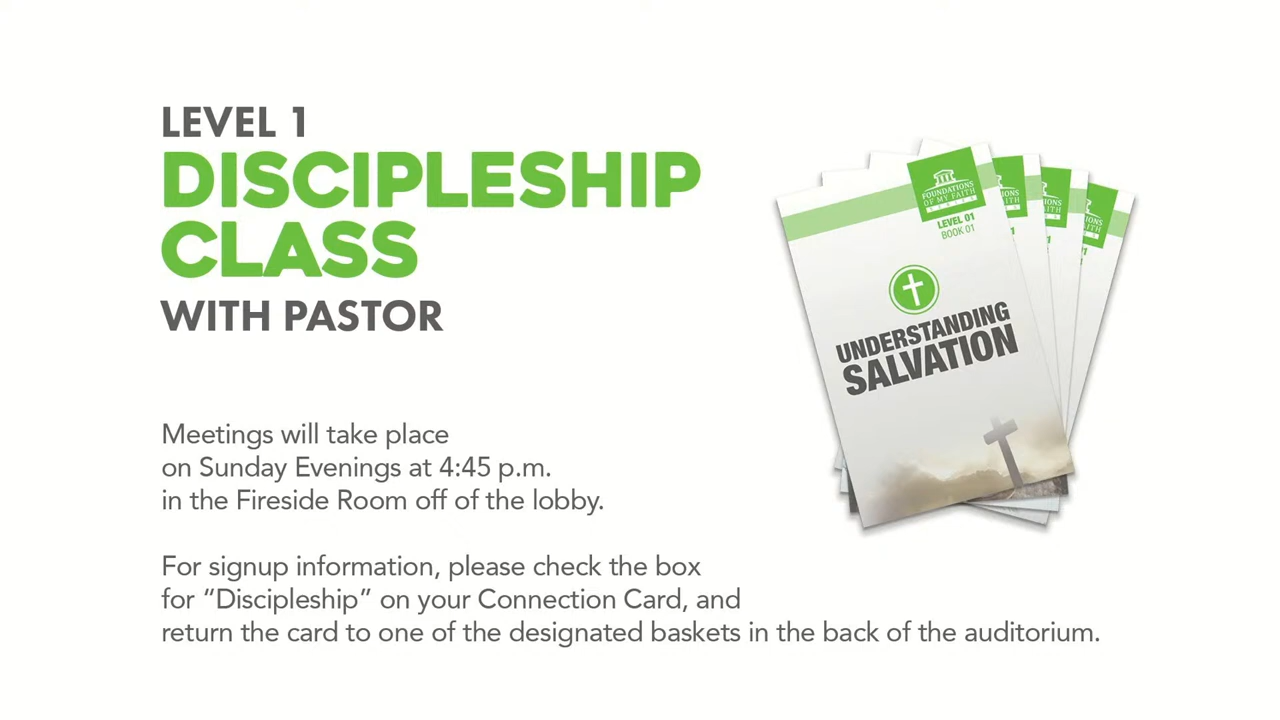 LEVEL 1
DISCIPLESHIP
CLASS
WITH PASTOR
Meetings will take place
on Sunday Evenings at 4:45 p.m.
in the Fireside Room off of the lobby.
For signup information, please check the box
for “Discipleship” on your Connection Card, and
return the card to one of the designated baskets in the back of the auditorium.
FOUNDATIONS
OF MY FAITH
SERIES
LEVEL 01
BOOK 01
UNDERSTANDING
SALVATION